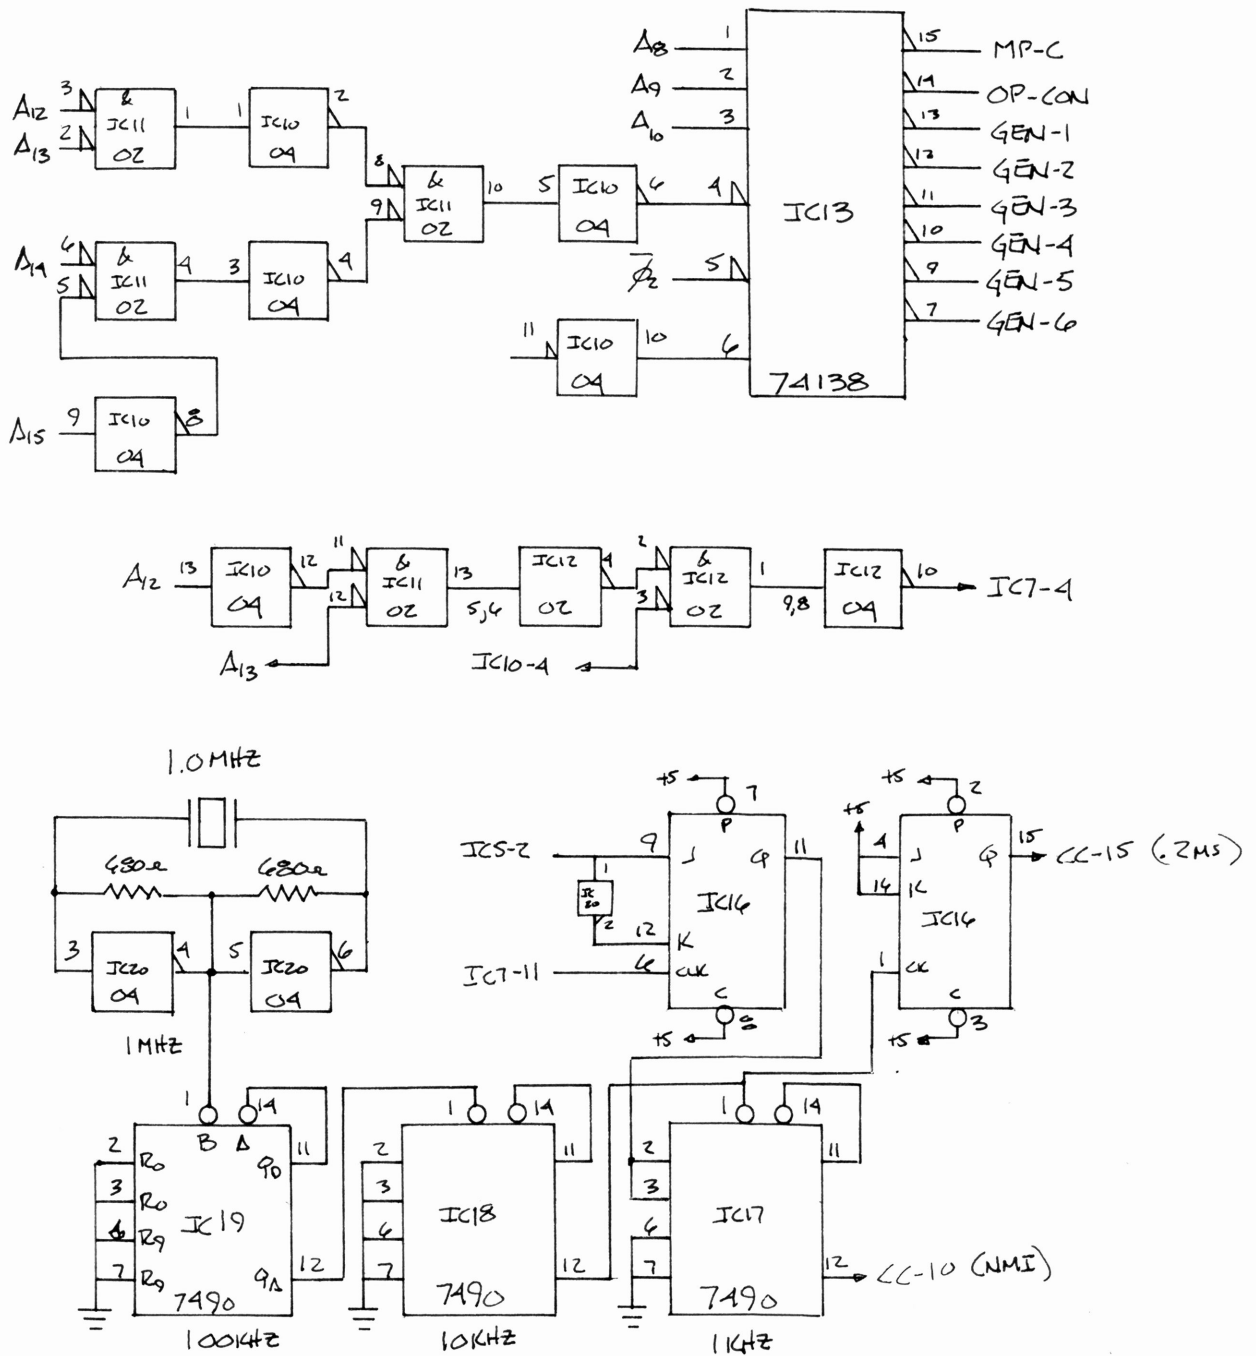 A8 1 15 MP-C
A9 2 14 OP-CON
A10 3 13 GEN-1
12 GEN-2
11 GEN-3
10 GEN-4
9 GEN-5
7 GEN-6
IC13
74138
A12 3 & 1 1 IC10 2
A13 2 IC11 02 04
8 & 10 5 IC10 6 4
9 IC11 02 04
A14 6 & 4 3 IC10 4
5 IC11 02 04
φ̅2 5
11 IC10 10 6
04
A15 9 IC10 8
04
A12 13 IC10 12 11 & 13 IC12 4 2 & 1 IC12 10 IC7-4
04 12 IC11 02 5,6 02 3 IC12 02 9,8 04
A13 IC10-4
1.0MHZ
680Ω 680Ω
3 IC20 4 5 IC20 6
04 04
1MHZ
+5 7 +5 2
+5
IC5-2 9 J P Q 11 4 J P Q 15 CC-15 (.2MS)
1 IC20 2 12 K IC16 14 K IC16
IC7-11 6 CLK 1 CK
C 8 C 3
+5 +5
1 14 1 14 1 14
B A
2 R0 QD 11 2 11 2 11
3 R0 3 3
6 R9 IC19 6 IC18 6 IC17
7 R9 QA 12 7 12 7 12 CC-10 (NMI)
7490 7490 7490
100KHZ 10KHZ 1KHZ